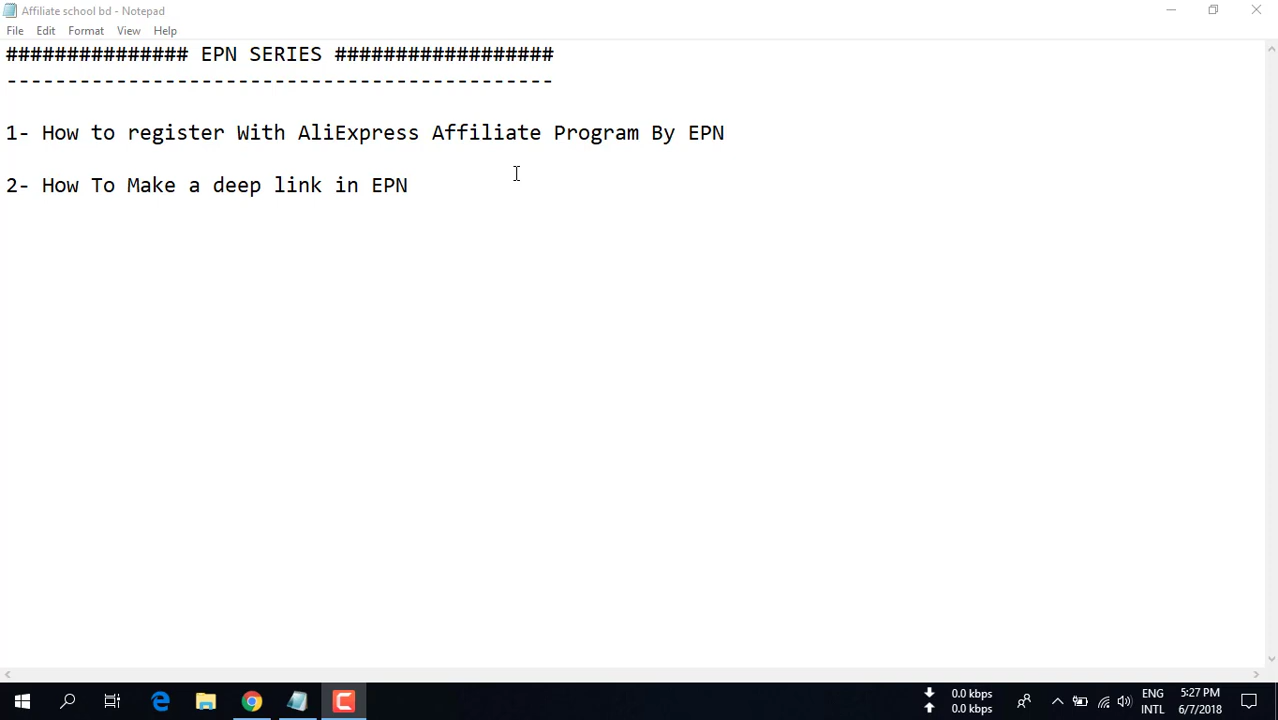 Affiliate school bd - Notepad
File Edit Format View Help
############### EPN SERIES ##################
---------------------------------------------
1- How to register With AliExpress Affiliate Program By EPN
2- How To Make a deep link in EPN
0.0 kbps
0.0 kbps
ENG
INTL
5:27 PM
6/7/2018